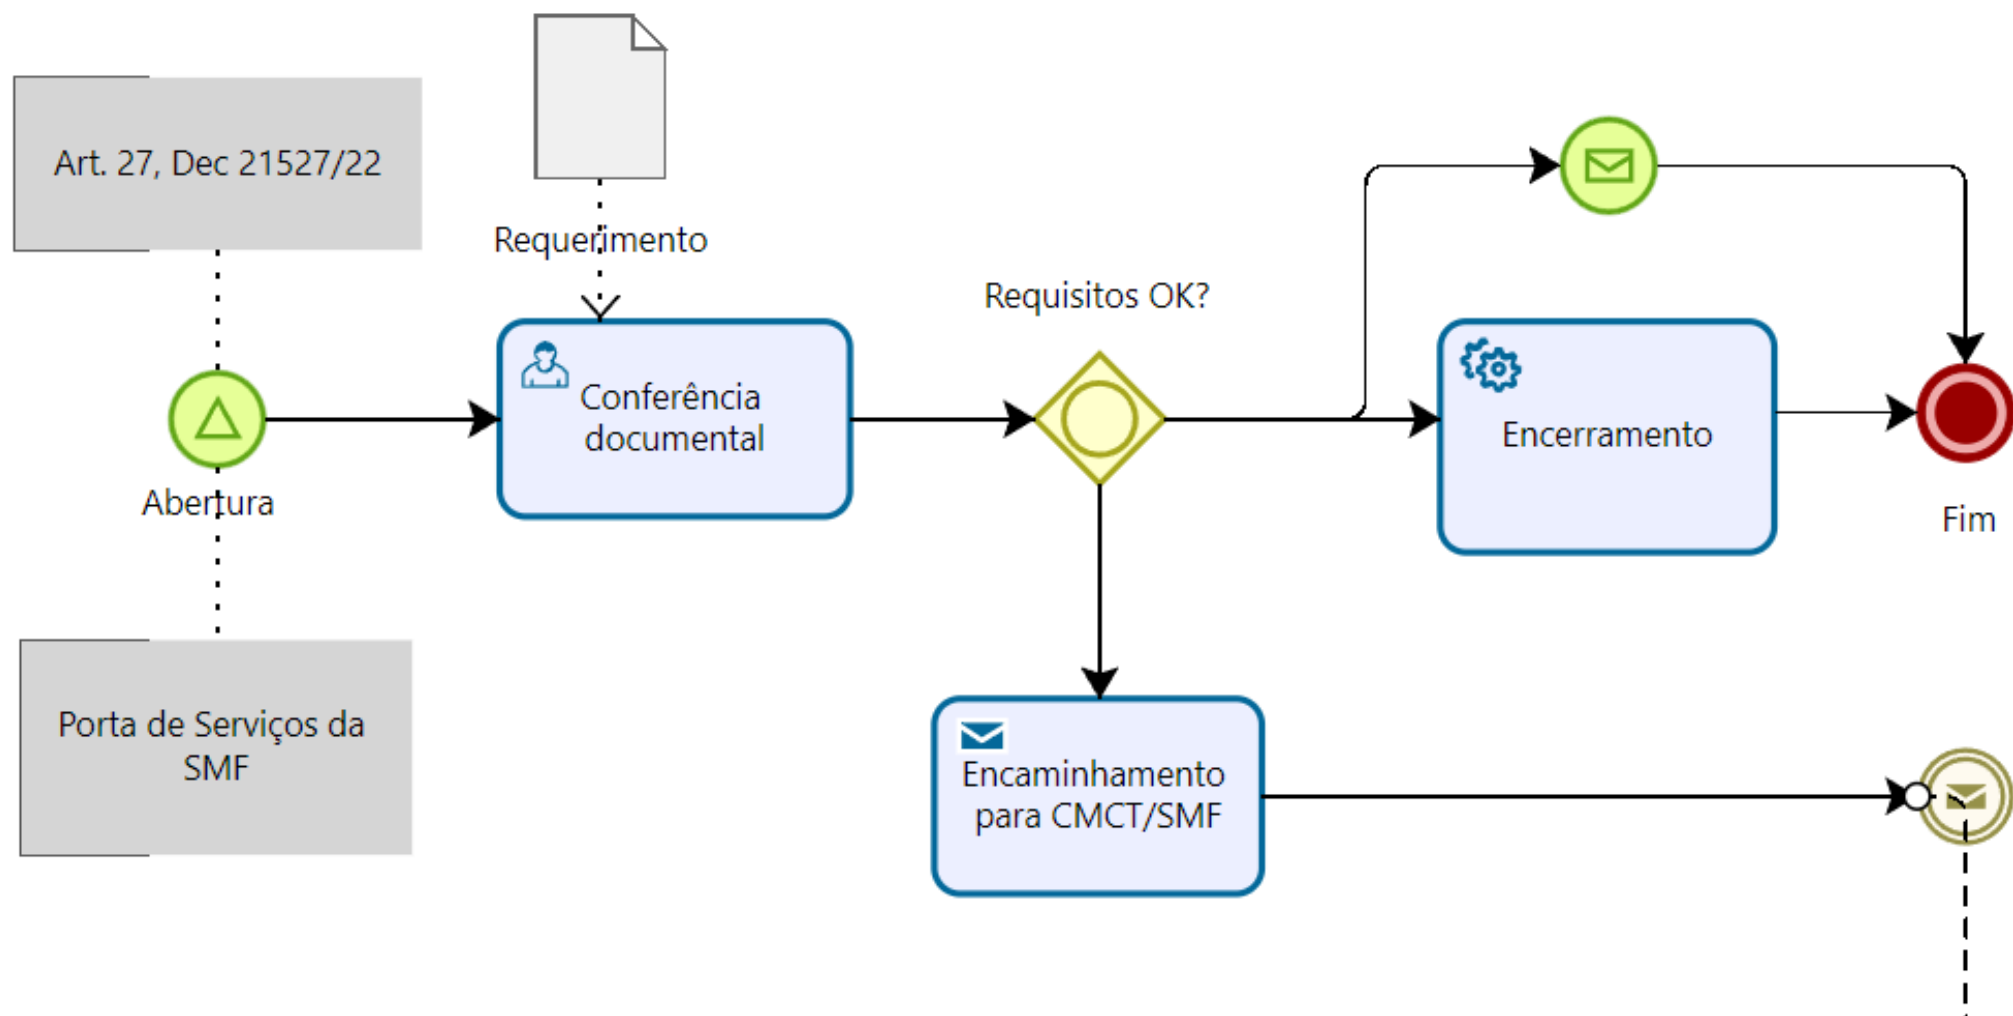 Art. 27, Dec 21527/22
Requerimento
Requisitos OK?
Conferência
documental
Encerramento
Abertura
Fim
Porta de Serviços da
SMF
Encaminhamento
para CMCT/SMF